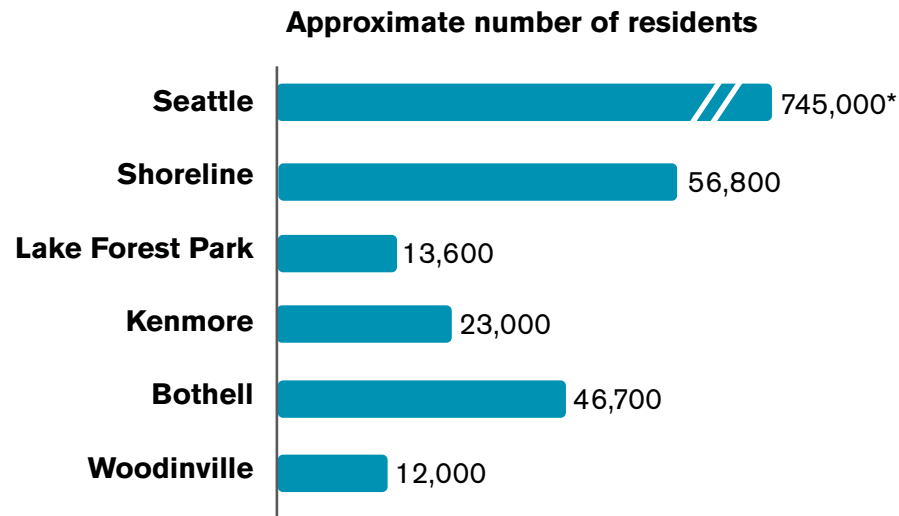 Approximate number of residents
Seattle 745,000*
Shoreline 56,800
Lake Forest Park 13,600
Kenmore 23,000
Bothell 46,700
Woodinville 12,000